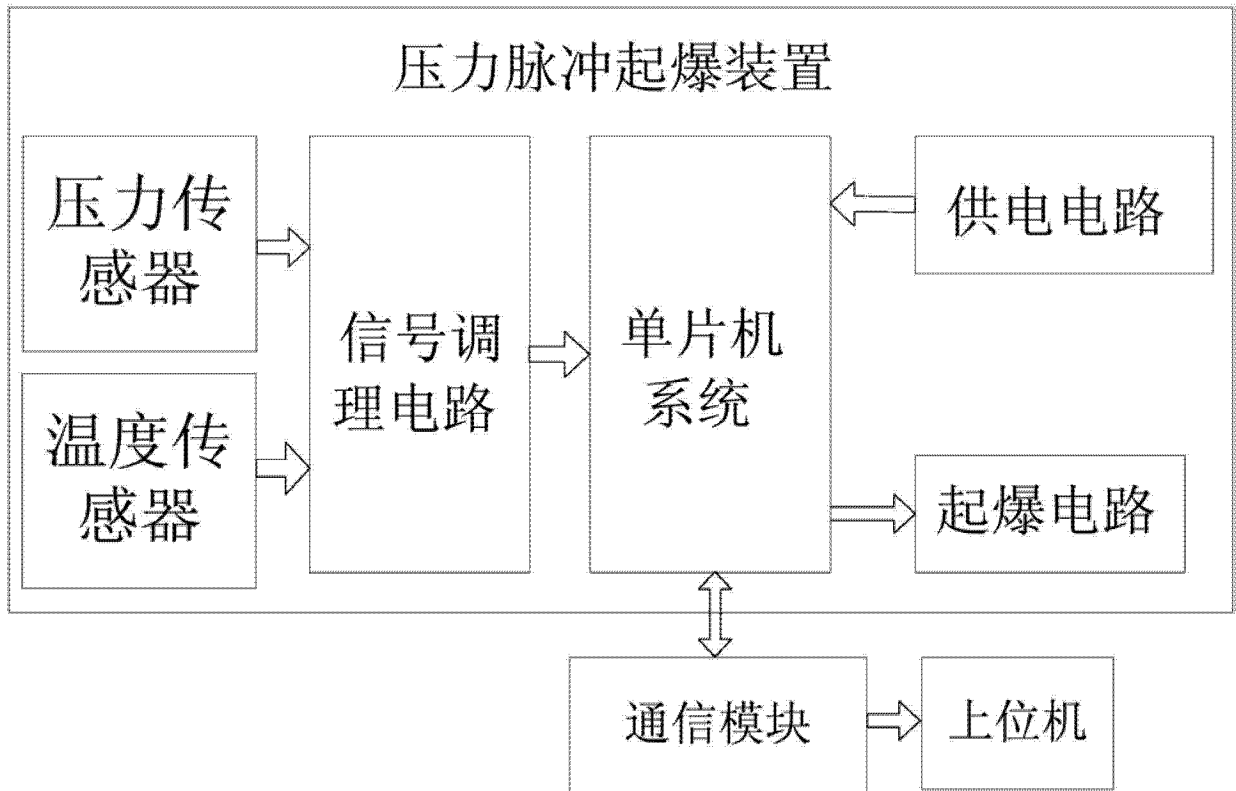 压力脉冲起爆装置
压力传
感器
温度传
感器
信号调
理电路
单片机
系统
供电电路
起爆电路
通信模块
上位机